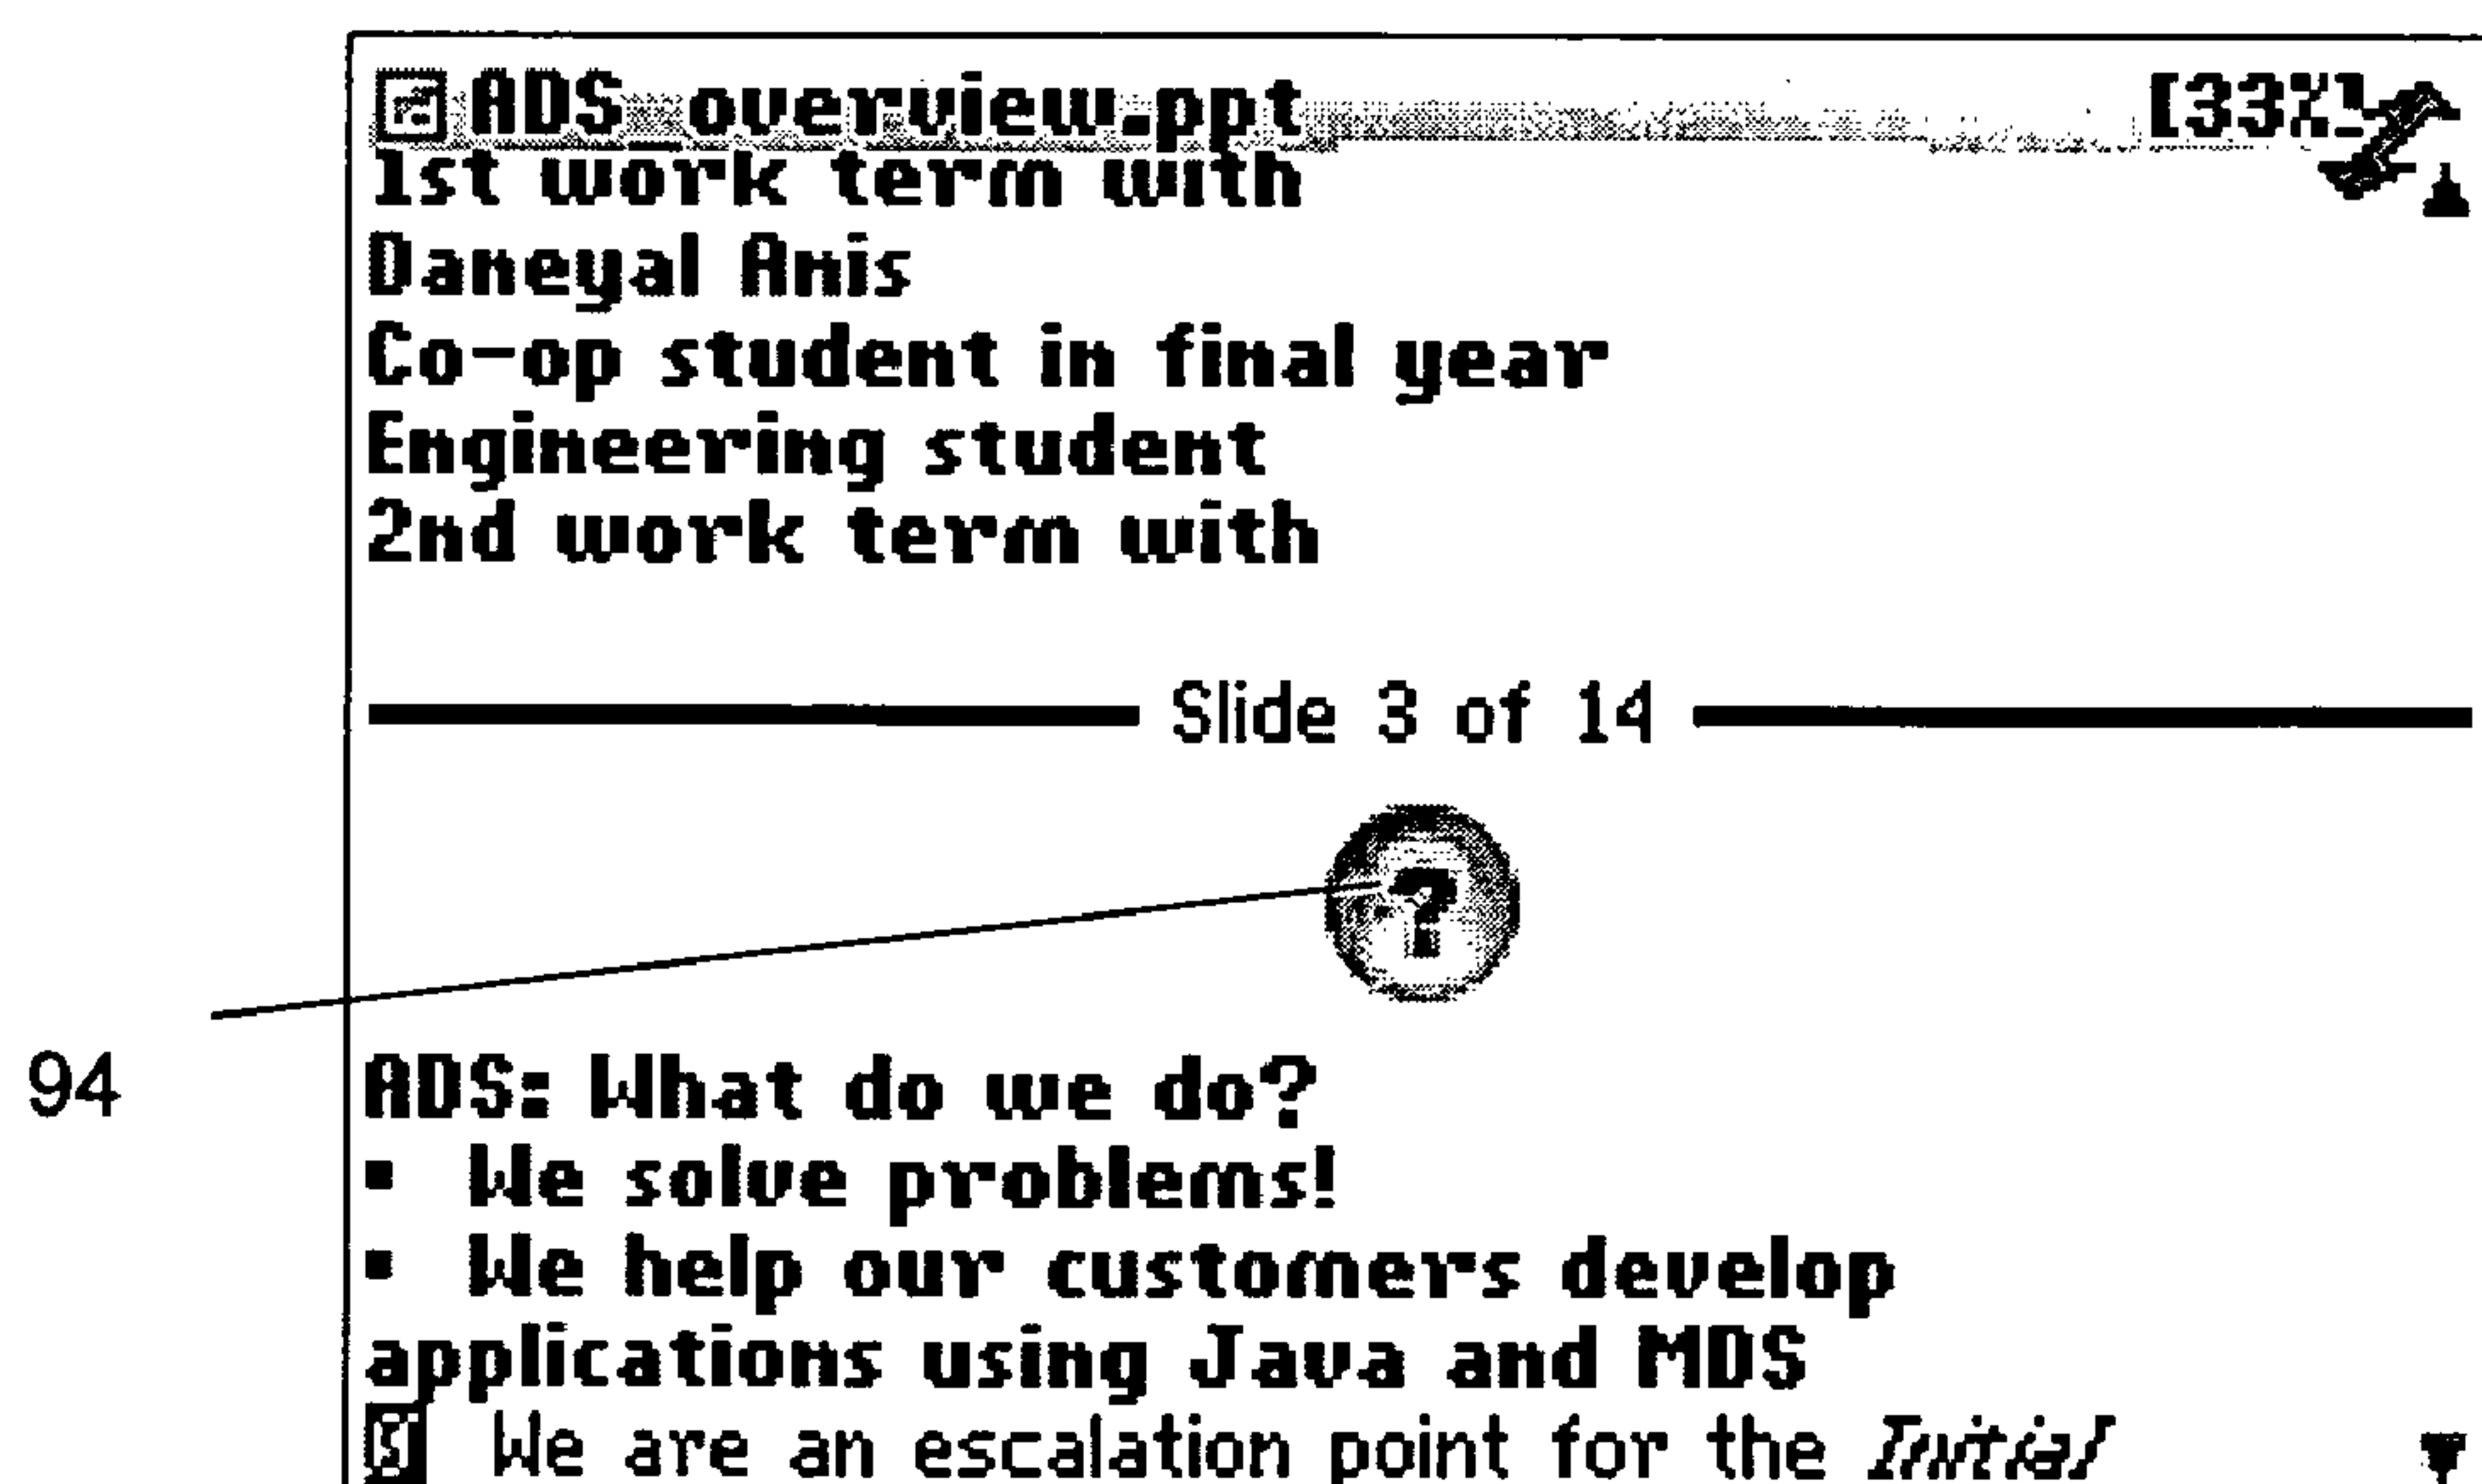 ADS overview.ppt [33%]
1st work term with
Daneyal Anis
Co-op student in final year
Engineering student
2nd work term with
Slide 3 of 14
?
94
ADS: What do we do?
▪ We solve problems!
▪ We help our customers develop
applications using Java and MDS
We are an escalation point for the Initial